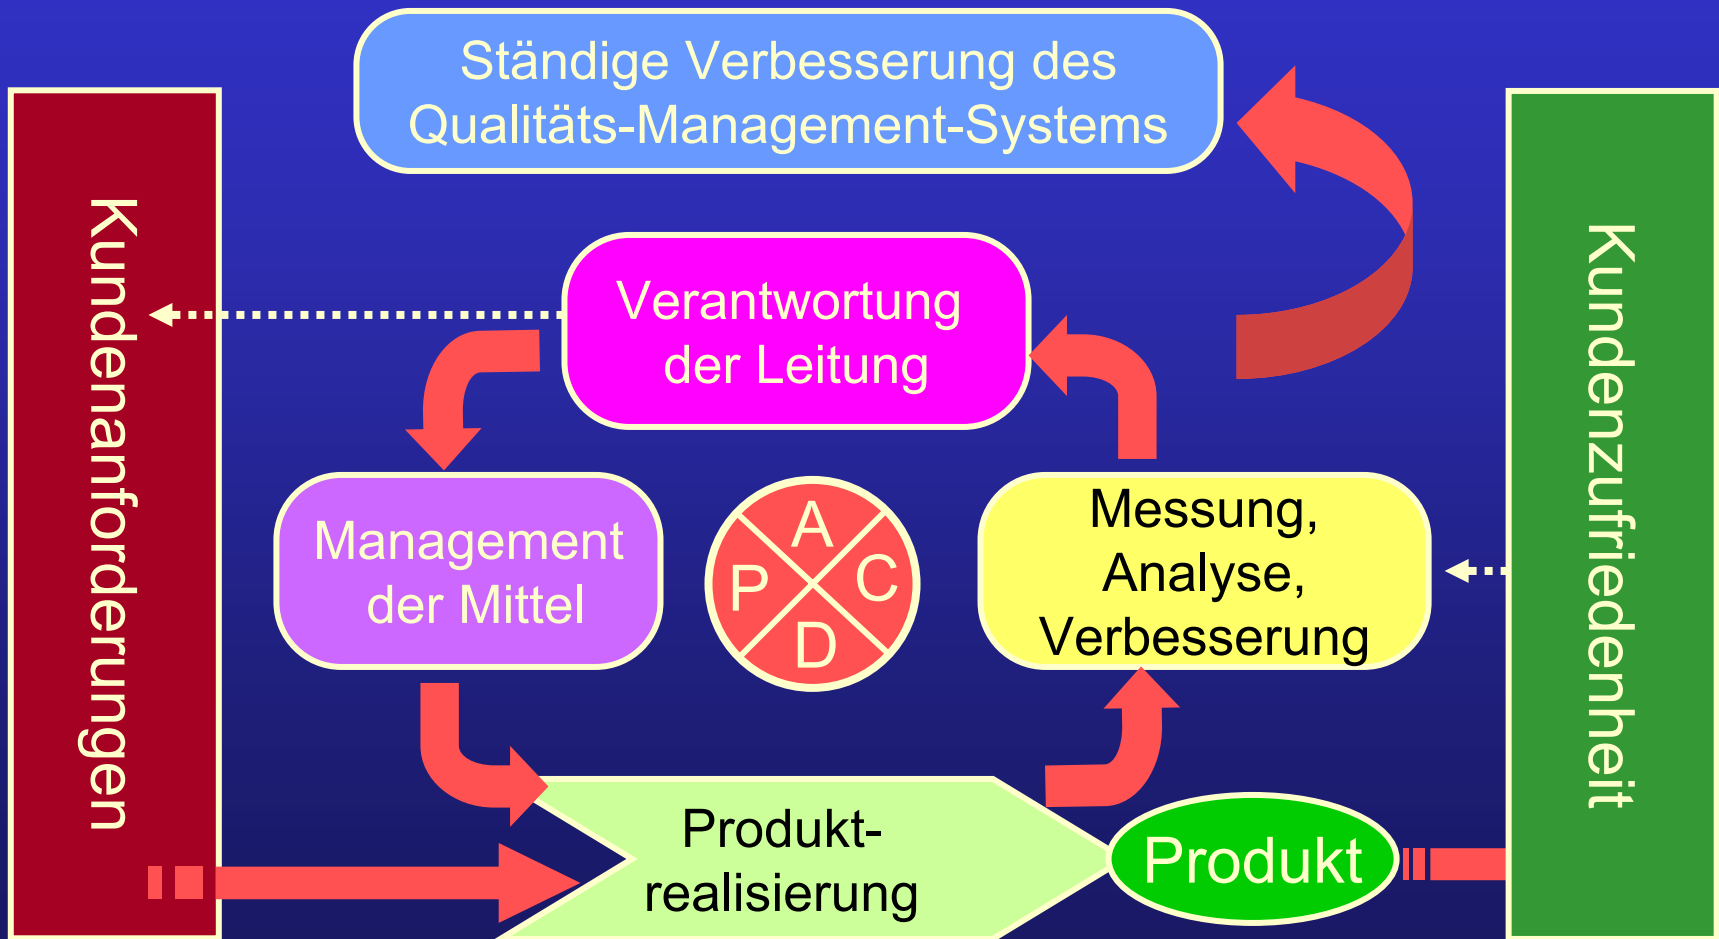 Ständige Verbesserung des
Qualitäts-Management-Systems
Kundenanforderungen
Verantwortung
der Leitung
Kundenzufriedenheit
Management
der Mittel
A
P
C
D
Messung,
Analyse,
Verbesserung
Produkt-
realisierung
Produkt